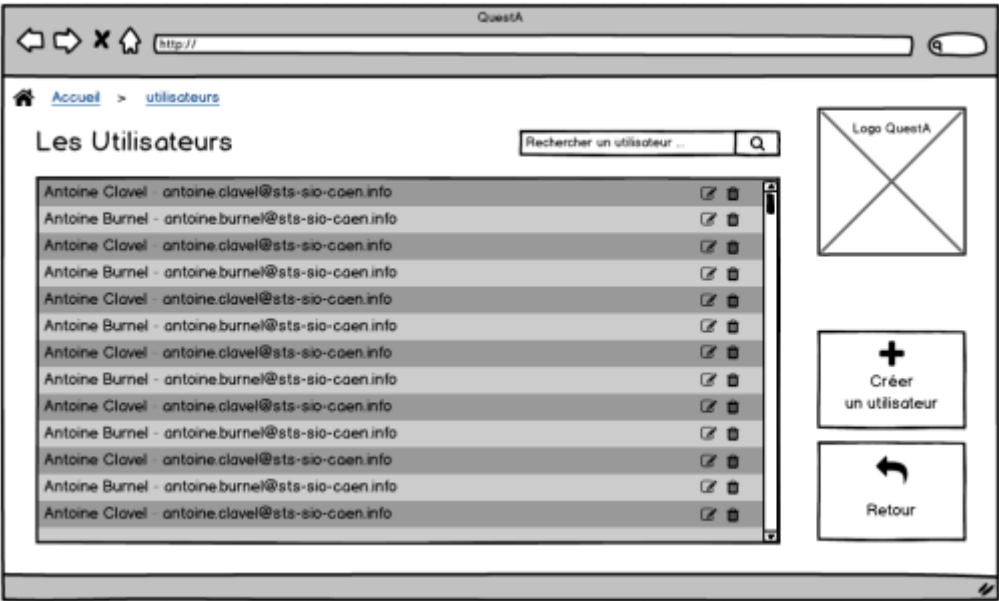 QuestA
http://
Accueil > utilisateurs
Les Utilisateurs
Rechercher un utilisateur ...
Logo QuestA
Antoine Clavel - antoine.clavel@sts-sio-caen.info
Antoine Burnel - antoine.burnel@sts-sio-caen.info
Antoine Clavel - antoine.clavel@sts-sio-caen.info
Antoine Burnel - antoine.burnel@sts-sio-caen.info
Antoine Clavel - antoine.clavel@sts-sio-caen.info
Antoine Burnel - antoine.burnel@sts-sio-caen.info
Antoine Clavel - antoine.clavel@sts-sio-caen.info
Antoine Burnel - antoine.burnel@sts-sio-caen.info
Antoine Clavel - antoine.clavel@sts-sio-caen.info
Antoine Burnel - antoine.burnel@sts-sio-caen.info
Antoine Clavel - antoine.clavel@sts-sio-caen.info
Antoine Burnel - antoine.burnel@sts-sio-caen.info
Antoine Clavel - antoine.clavel@sts-sio-caen.info
Créer
un utilisateur
Retour